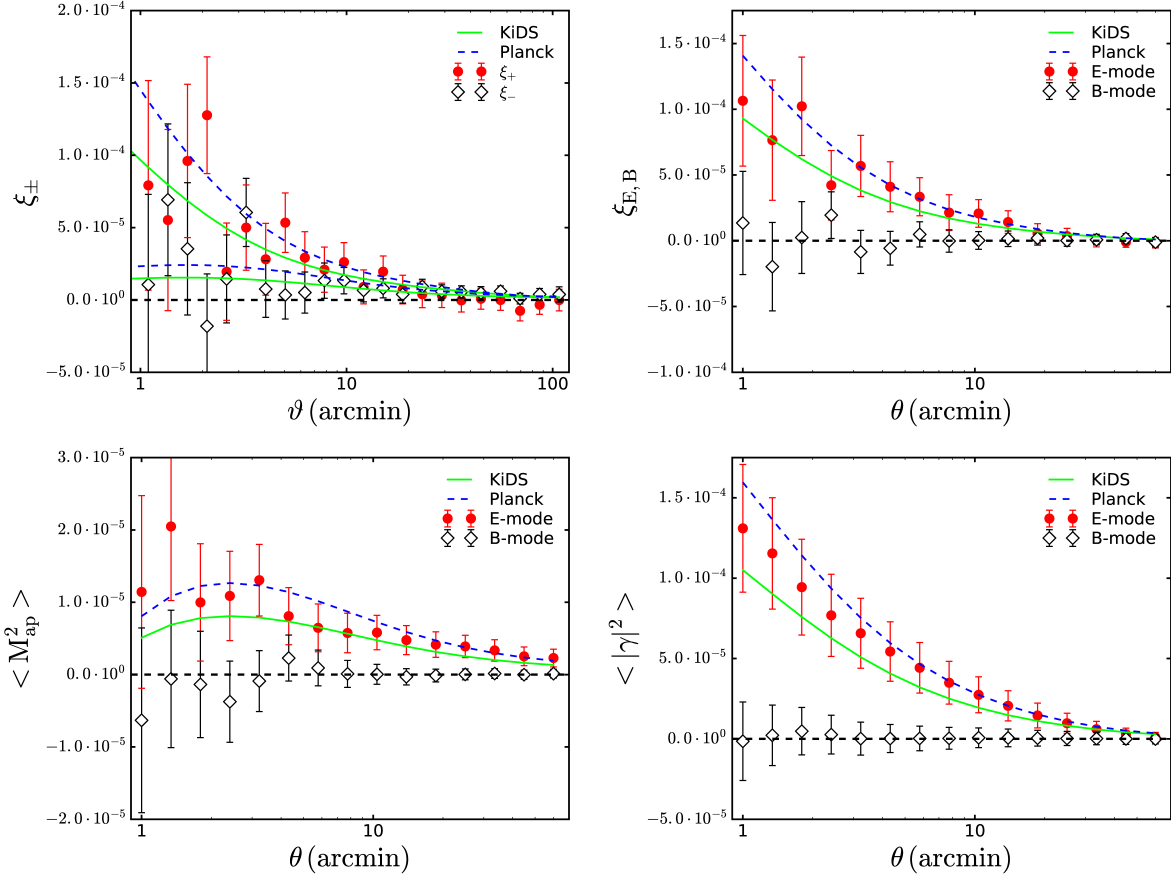 2.0·10⁻⁴
1.5·10⁻⁴
1.0·10⁻⁴
5.0·10⁻⁵
0.0·10⁰
−5.0·10⁻⁵
ξ±
KiDS
Planck
ξ₊
ξ₋
1
10
100
ϑ (arcmin)
1.5·10⁻⁴
1.0·10⁻⁴
5.0·10⁻⁵
0.0·10⁰
−5.0·10⁻⁵
−1.0·10⁻⁴
ξE,B
KiDS
Planck
E-mode
B-mode
1
10
θ (arcmin)
3.0·10⁻⁵
2.0·10⁻⁵
1.0·10⁻⁵
0.0·10⁰
−1.0·10⁻⁵
−2.0·10⁻⁵
< M²ap >
KiDS
Planck
E-mode
B-mode
1
10
θ (arcmin)
1.5·10⁻⁴
1.0·10⁻⁴
5.0·10⁻⁵
0.0·10⁰
−5.0·10⁻⁵
< |γ|² >
KiDS
Planck
E-mode
B-mode
1
10
θ (arcmin)